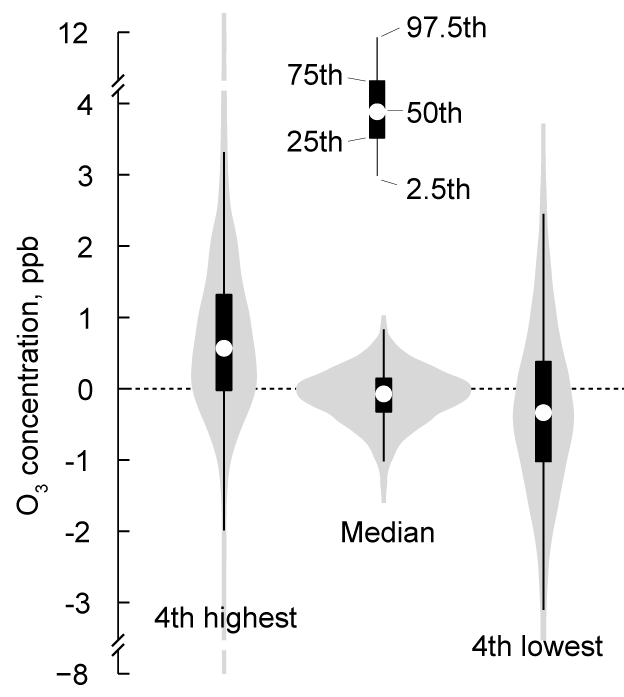 12
4
3
2
1
0
-1
-2
-3
−8
O3 concentration, ppb
97.5th
75th
50th
25th
2.5th
4th highest
Median
4th lowest